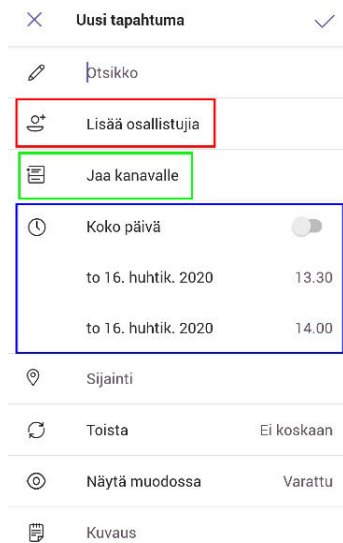 Uusi tapahtuma
Otsikko
Lisää osallistujia
Jaa kanavalle
Koko päivä
to 16. huhtik. 2020 13.30
to 16. huhtik. 2020 14.00
Sijainti
Toista Ei koskaan
Näytä muodossa Varattu
Kuvaus